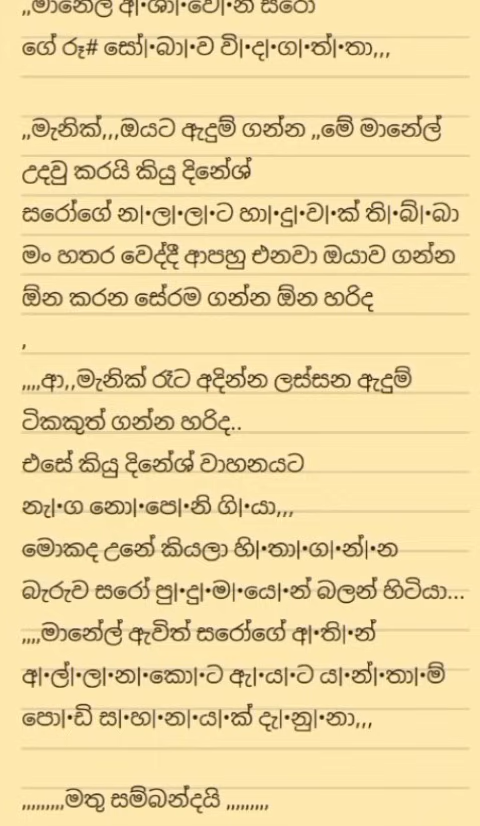 ,,මානේල් අ|•ශා|•වෙ|•න් සරෝ
ගේ රූ# සෝ|•බා|•ව වි|•ද|•ග|•ත්|•තා,,,
,,මැනික්,,,ඔයට ඇදුම් ගන්න ,,මේ මානේල්
උදවු කරයි කියු දිනේශ්
සරෝගේ න|•ල|•ල|•ට හා|•දු|•ව|•ක් ති|•බ්|•බා
මං හතර වෙද්දී ආපහු එනවා ඔයාව ගන්න
ඕන කරන සේරම ගන්න ඕන හරිද
,
,,,,ආ,,මැනික් රෑට අදින්න ලස්සන ඇදුම්
ටිකකුත් ගන්න හරිද..
එසේ කියු දිනේශ් වාහනයට
නැ|•ග නො|•පෙ|•නි ගි|•යා,,,
මොකද උනේ කියලා හි|•තා|•ග|•න්|•න
බැරුව සරෝ පු|•දු|•ම|•යෙ|•න් බලන් හිටියා...
,,,,මානේල් ඇවිත් සරෝගේ අ|•ති|•න්
අ|•ල්|•ල|•න|•කො|•ට ඇ|•ය|•ට ය|•න්|•තා|•ම්
පො|•ඩි ස|•හ|•න|•ය|•ක් දැ|•නු|•නා,,,
,,,,,,,,,මතු සම්බන්දයි ,,,,,,,,,